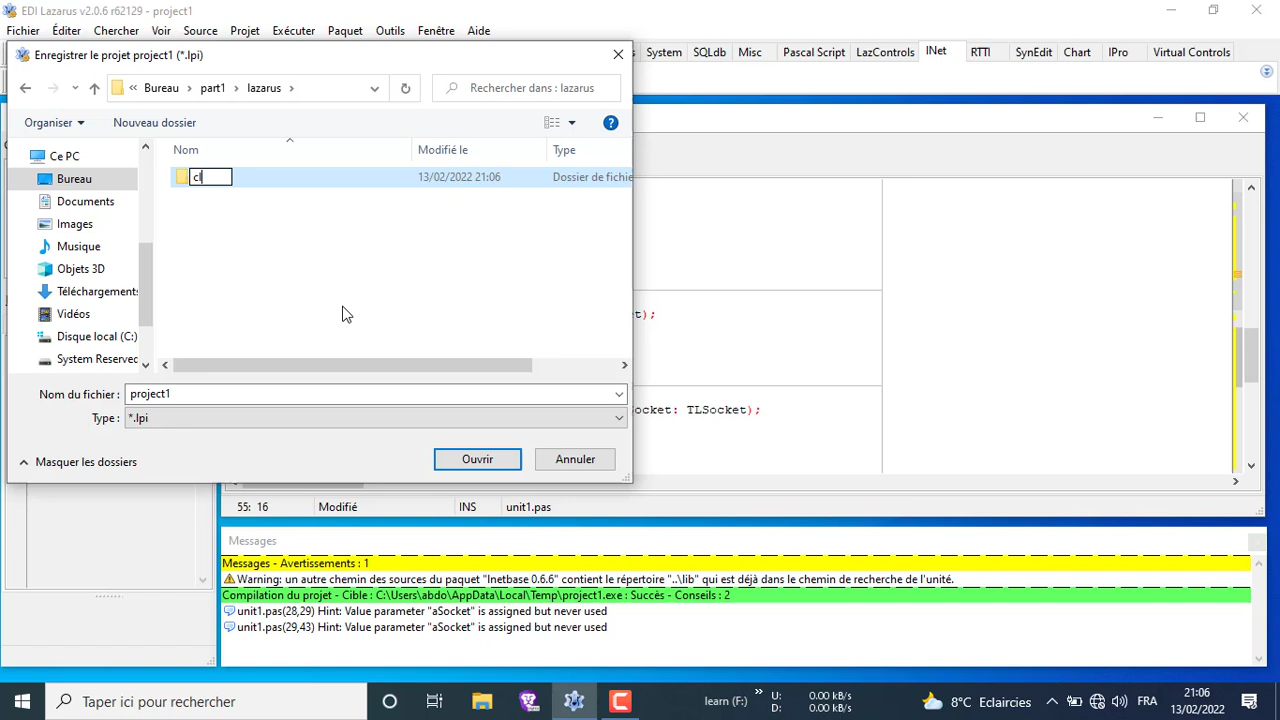 EDI Lazarus v2.0.6 r62129 - project1
Fichier Éditer Chercher Voir Source Projet Exécuter Paquet Outils Fenêtre Aide
Enregistrer le projet project1 (*.lpi)
System SQLdb Misc Pascal Script LazControls INet RTTI SynEdit Chart IPro Virtual Controls
Bureau part1 lazarus
Rechercher dans : lazarus
Organiser Nouveau dossier
Nom Modifié le Type
cl 13/02/2022 21:06 Dossier de fichie
Ce PC
Bureau
Documents
Images
Musique
Objets 3D
Téléchargements
Vidéos
Disque local (C:)
System Reserved
t);
ocket: TLSocket);
Nom du fichier : project1
Type : *.lpi
Masquer les dossiers
Ouvrir Annuler
55: 16 Modifié INS unit1.pas
Messages
Messages - Avertissements : 1
Warning: un autre chemin des sources du paquet "Inetbase 0.6.6" contient le répertoire "..\lib" qui est déjà dans le chemin de recherche de l'unité.
Compilation du projet - Cible : C:\Users\abdo\AppData\Local\Temp\project1.exe : Succès - Conseils : 2
unit1.pas(28,29) Hint: Value parameter "aSocket" is assigned but never used
unit1.pas(29,43) Hint: Value parameter "aSocket" is assigned but never used
Taper ici pour rechercher
learn (F:)
U: 0.00 kB/s
D: 0.00 kB/s
8°C Eclaircies
FRA
21:06
13/02/2022